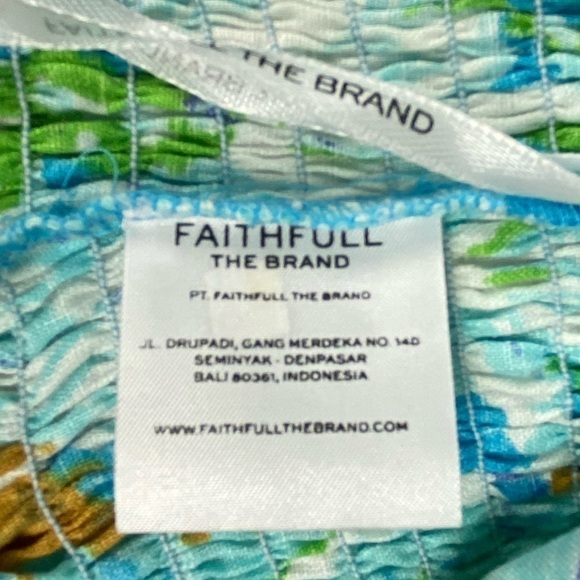 THE BRAND
FAITHFULL
THE BRAND
PT. FAITHFULL THE BRAND
JL. DRUPADI, GANG MERDEKA NO. 14D
SEMINYAK - DENPASAR
BALI 80361, INDONESIA
WWW.FAITHFULLTHEBRAND.COM